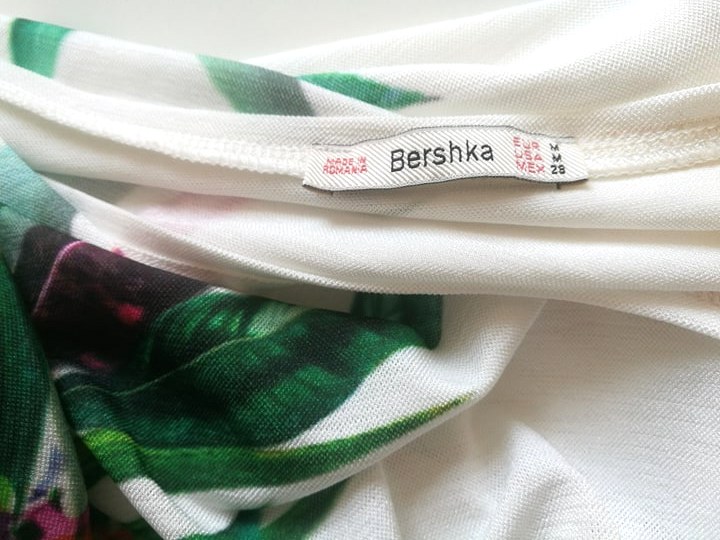 MADE IN
ROMANIA
Bershka
EUR M
USA M
MEX 28